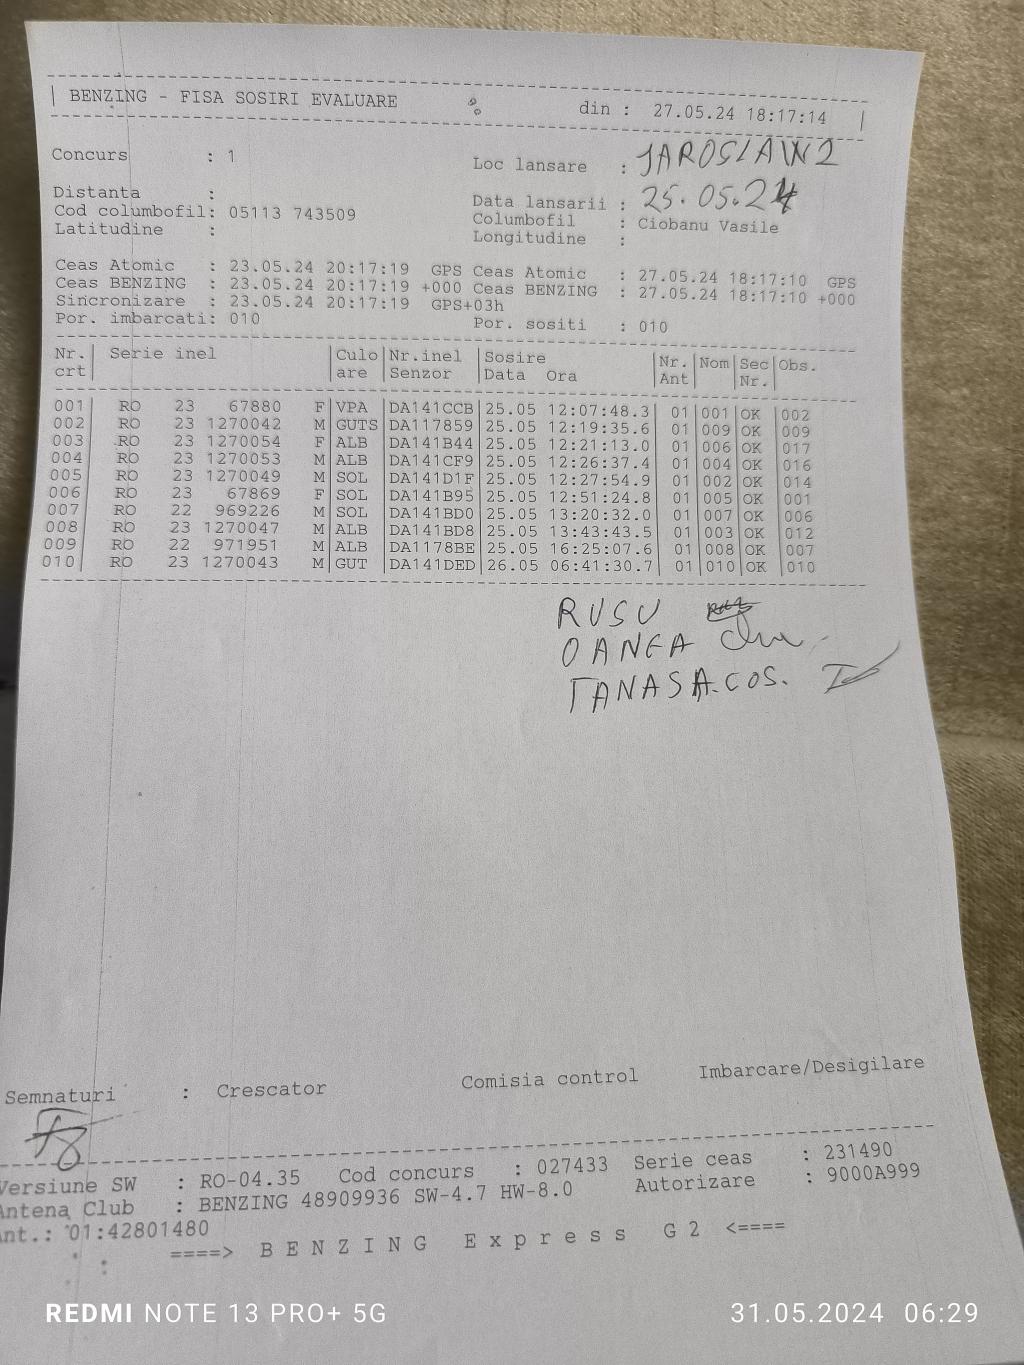 BENZING - FISA SOSIRI EVALUARE din : 27.05.24 18:17:14
Concurs : 1 Loc lansare : JAROSLAW2
Distanta : Data lansarii : 25.05.24
Cod columbofil: 05113 743509 Columbofil : Ciobanu Vasile
Latitudine : Longitudine :
Ceas Atomic : 23.05.24 20:17:19 GPS Ceas Atomic : 27.05.24 18:17:10 GPS
Ceas BENZING : 23.05.24 20:17:19 +000 Ceas BENZING : 27.05.24 18:17:10 +000
Sincronizare : 23.05.24 20:17:19 GPS+03h
Por. imbarcati: 010 Por. sositi : 010
Nr. | Serie inel | Culo | Nr.inel | Sosire | Nr. | Nom | Sec | Obs.
crt | are | Senzor | Data Ora | Ant | Nr.
001 | RO 23 67880 F | VPA | DA141CCB | 25.05 12:07:48.3 | 01 | 001 | OK | 002
002 | RO 23 1270042 M | GUTS | DA117859 | 25.05 12:19:35.6 | 01 | 009 | OK | 009
003 | RO 23 1270054 F | ALB | DA141B44 | 25.05 12:21:13.0 | 01 | 006 | OK | 017
004 | RO 23 1270053 M | ALB | DA141CF9 | 25.05 12:26:37.4 | 01 | 004 | OK | 016
005 | RO 23 1270049 M | SOL | DA141D1F | 25.05 12:27:54.9 | 01 | 002 | OK | 014
006 | RO 23 67869 F | SOL | DA141B95 | 25.05 12:51:24.8 | 01 | 005 | OK | 001
007 | RO 22 969226 M | SOL | DA141BD0 | 25.05 13:20:32.0 | 01 | 007 | OK | 006
008 | RO 23 1270047 M | ALB | DA141BD8 | 25.05 13:43:43.5 | 01 | 003 | OK | 012
009 | RO 22 971951 M | ALB | DA1178BE | 25.05 16:25:07.6 | 01 | 008 | OK | 007
010 | RO 23 1270043 M | GUT | DA141DED | 26.05 06:41:30.7 | 01 | 010 | OK | 010
RUSU
OANEA
TANASA.COS.
Semnaturi : Crescator Comisia control Imbarcare/Desigilare
Versiune SW : RO-04.35 Cod concurs : 027433 Serie ceas : 231490
Antena Club : BENZING 48909936 SW-4.7 HW-8.0 Autorizare : 9000A999
nt.: 01:42801480
====> B E N Z I N G E x p r e s s G 2 <====
REDMI NOTE 13 PRO+ 5G 31.05.2024 06:29